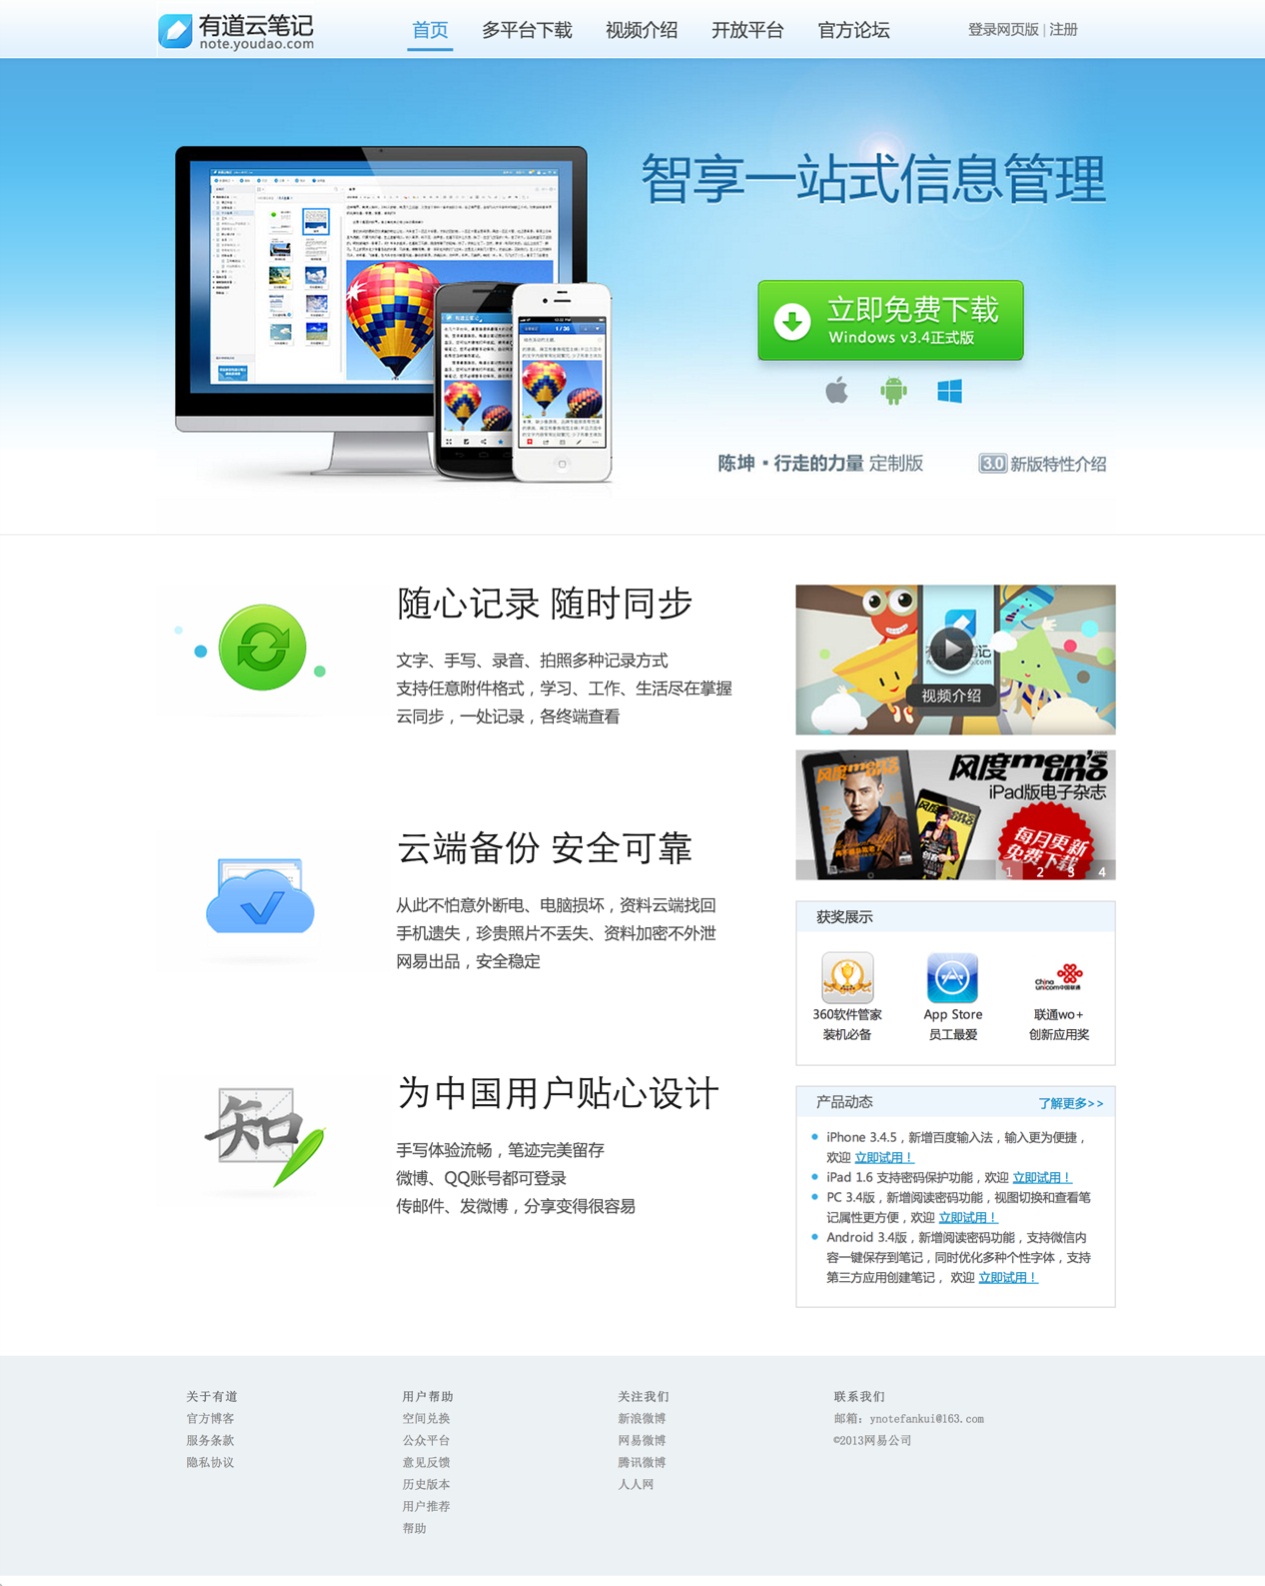 有道云笔记
note.youdao.com
首页 多平台下载 视频介绍 开放平台 官方论坛 登录网页版 | 注册
智享一站式信息管理
立即免费下载
Windows v3.4正式版
陈坤·行走的力量 定制版 3.0 新版特性介绍
有道云笔记
1 / 36
随心记录 随时同步
文字、手写、录音、拍照多种记录方式
支持任意附件格式，学习、工作、生活尽在掌握
云同步，一处记录，各终端查看
视频介绍
风度men's uno
iPad版电子杂志
每月更新
免费下载
1 2 3 4
云端备份 安全可靠
从此不怕意外断电、电脑损坏，资料云端找回
手机遗失，珍贵照片不丢失、资料加密不外泄
网易出品，安全稳定
获奖展示
China unicom中国联通
360软件管家 App Store 联通wo+
装机必备 员工最爱 创新应用奖
为中国用户贴心设计
知
手写体验流畅，笔迹完美留存
微博、QQ账号都可登录
传邮件、发微博，分享变得很容易
产品动态 了解更多>>
iPhone 3.4.5，新增百度输入法，输入更为便捷，
欢迎 立即试用！
iPad 1.6 支持密码保护功能，欢迎 立即试用！
PC 3.4版，新增阅读密码功能，视图切换和查看笔
记属性更方便，欢迎 立即试用！
Android 3.4版，新增阅读密码功能，支持微信内
容一键保存到笔记，同时优化多种个性字体，支持
第三方应用创建笔记， 欢迎 立即试用！
关于有道
官方博客
服务条款
隐私协议
用户帮助
空间兑换
公众平台
意见反馈
历史版本
用户推荐
帮助
关注我们
新浪微博
网易微博
腾讯微博
人人网
联系我们
邮箱：ynotefankui@163.com
©2013网易公司